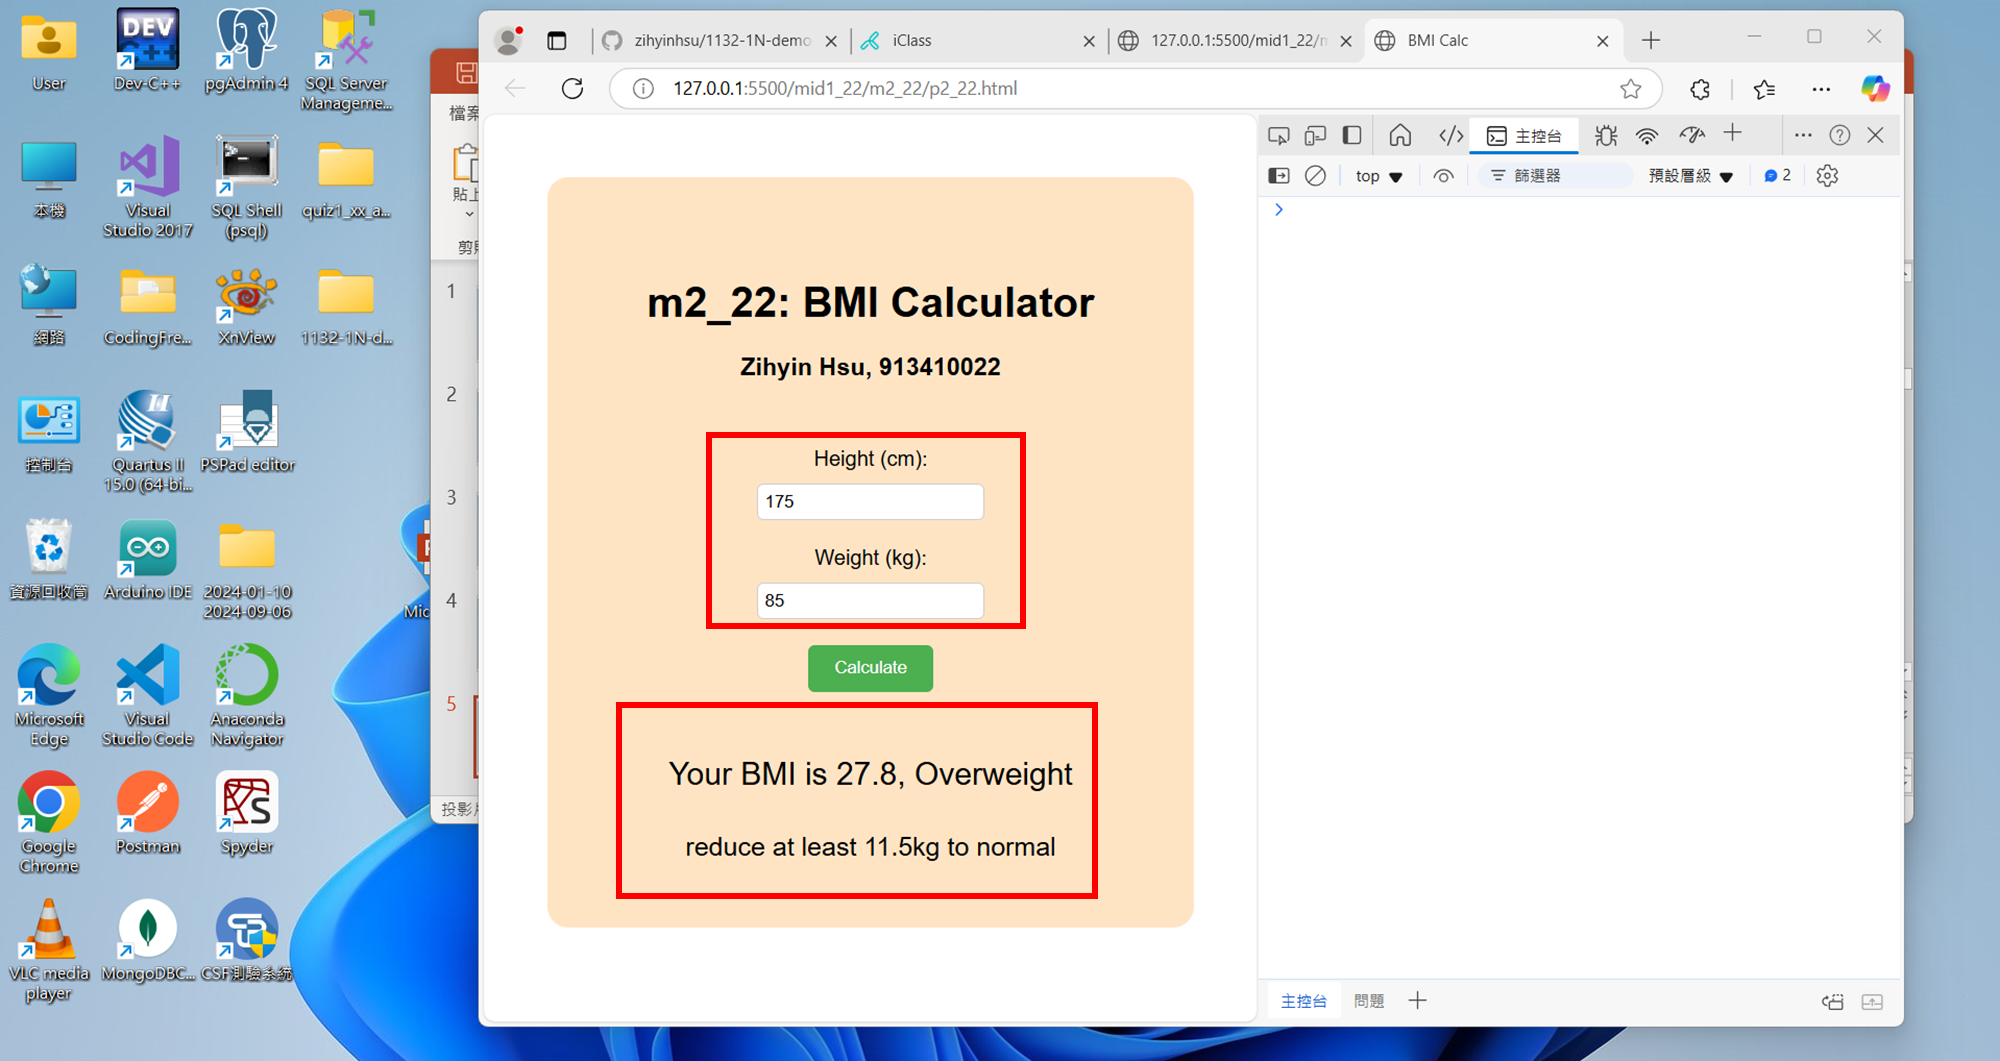 User
Dev-C++
pgAdmin 4
SQL Server
Manageme...
本機
Visual
Studio 2017
SQL Shell
(psql)
quiz1_xx_a...
網路
CodingFre...
XnView
1132-1N-d...
控制台
Quartus II
15.0 (64-bi...
PSPad editor
資源回收筒
Arduino IDE
2024-01-10
2024-09-06
Microsoft
Edge
Visual
Studio Code
Anaconda
Navigator
Google
Chrome
Postman
Spyder
VLC media
player
MongoDBC...
CSF測驗系統
Mic
檔案
貼上
1
2
3
4
5
zihyinhsu/1132-1N-demo
iClass
127.0.0.1:5500/mid1_22/m
BMI Calc
127.0.0.1:5500/mid1_22/m2_22/p2_22.html
m2_22: BMI Calculator
Zihyin Hsu, 913410022
Height (cm):
175
Weight (kg):
85
Calculate
Your BMI is 27.8, Overweight
reduce at least 11.5kg to normal
主控台
top
篩選器
預設層級
2
主控台
問題
DEV
C++